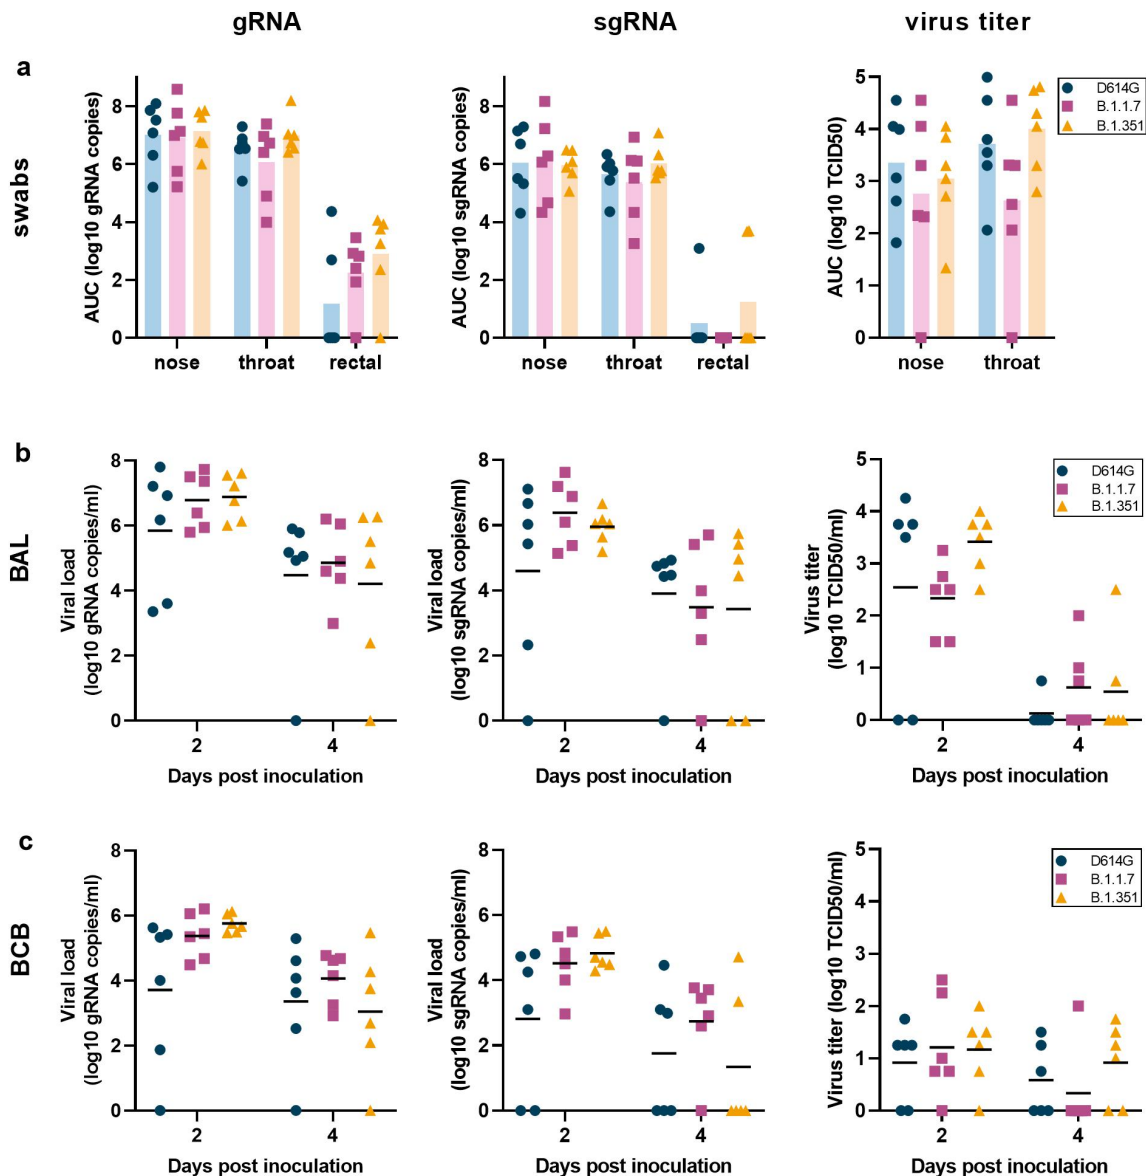 gRNA sgRNA virus titer
a
swabs
AUC (log10 gRNA copies)
8
6
4
2
0
nose throat rectal
AUC (log10 sgRNA copies)
8
6
4
2
0
nose throat rectal
AUC (log10 TCID50)
5
4
3
2
1
0
nose throat
D614G
B.1.1.7
B.1.351
b
BAL
Viral load
(log10 gRNA copies/ml)
8
6
4
2
0
2 4
Days post inoculation
Viral load
(log10 sgRNA copies/ml)
8
6
4
2
0
2 4
Days post inoculation
Virus titer
(log10 TCID50/ml)
5
4
3
2
1
0
2 4
Days post inoculation
D614G
B.1.1.7
B.1.351
c
BCB
Viral load
(log10 gRNA copies/ml)
8
6
4
2
0
2 4
Days post inoculation
Viral load
(log10 sgRNA copies/ml)
8
6
4
2
0
2 4
Days post inoculation
Virus titer (log10 TCID50/ml)
5
4
3
2
1
0
2 4
Days post inoculation
D614G
B.1.1.7
B.1.351